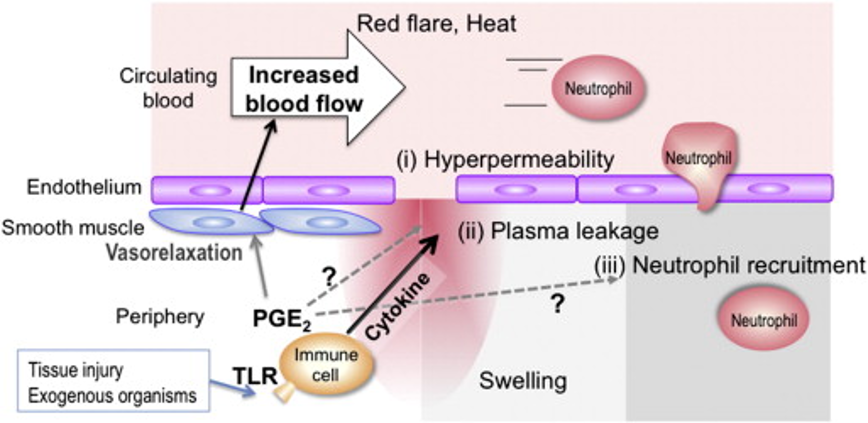 Red flare, Heat
Circulating
blood
Increased
blood flow
Neutrophil
(i) Hyperpermeability
Neutrophil
Endothelium
Smooth muscle
(ii) Plasma leakage
Vasorelaxation
(iii) Neutrophil recruitment
?
?
Cytokine
Periphery
PGE2
Neutrophil
Immune
cell
TLR
Tissue injury
Exogenous organisms
Swelling